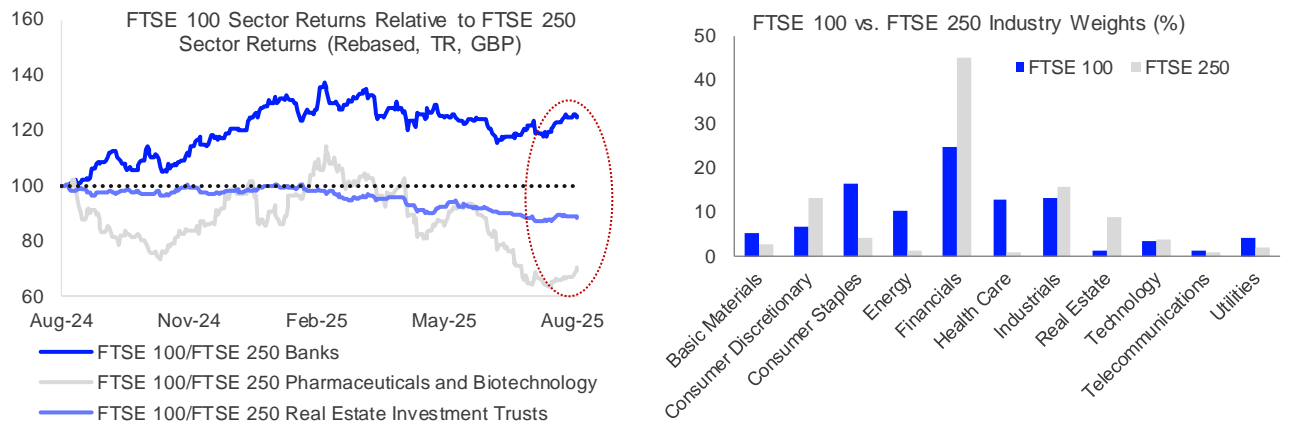 FTSE 100 Sector Returns Relative to FTSE 250
Sector Returns (Rebased, TR, GBP)
160
140
120
100
80
60
Aug-24
Nov-24
Feb-25
May-25
Aug-25
FTSE 100/FTSE 250 Banks
FTSE 100/FTSE 250 Pharmaceuticals and Biotechnology
FTSE 100/FTSE 250 Real Estate Investment Trusts
FTSE 100 vs. FTSE 250 Industry Weights (%)
FTSE 100
FTSE 250
50
40
30
20
10
0
Basic Materials
Consumer Discretionary
Consumer Staples
Energy
Financials
Health Care
Industrials
Real Estate
Technology
Telecommunications
Utilities